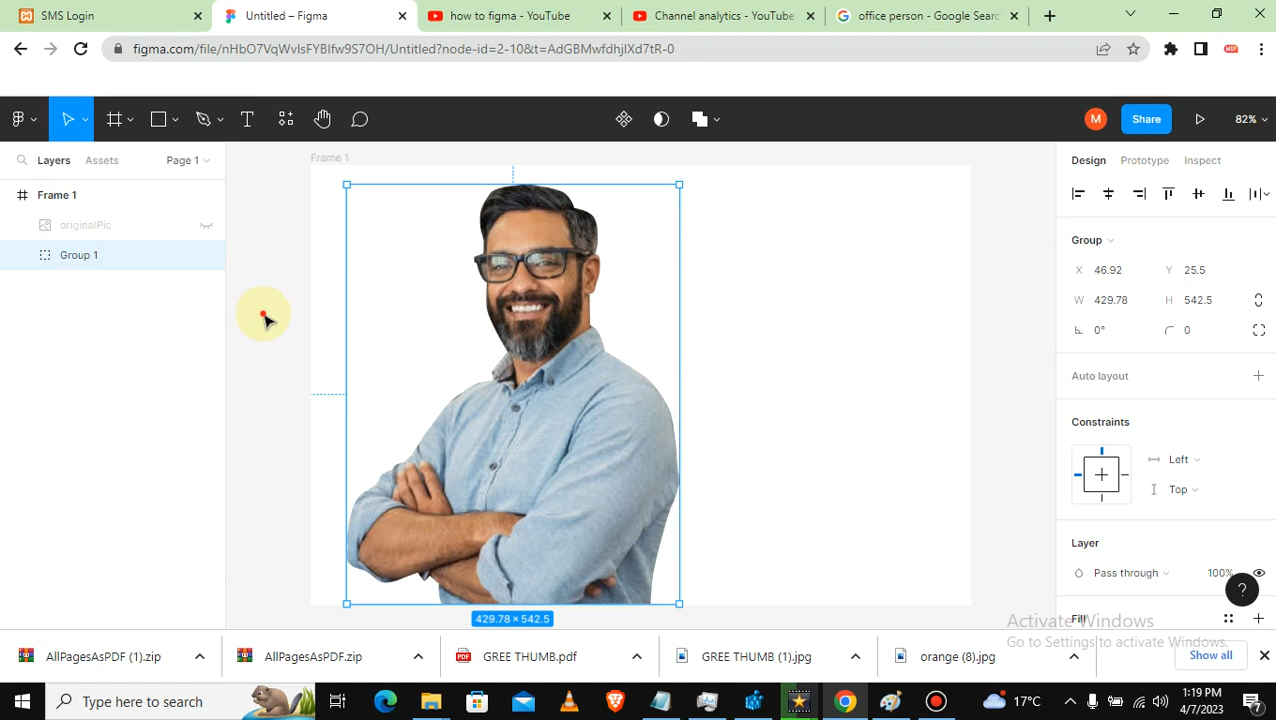 SMS Login
Untitled – Figma
how to figma - YouTube
Channel analytics - YouTube
office person - Google Searc
figma.com/file/nHbO7VqWvIsFYBlfw9S7OH/Untitled?node-id=2-10&t=AdGBMwfdhjlXd7tR-0
M
Share
82%
Layers
Assets
Page 1
Frame 1
Design
Prototype
Inspect
Frame 1
originalPic
Group 1
Group
X 46.92
Y 25.5
W 429.78
H 542.5
0°
0
Auto layout
Constraints
Left
Top
Layer
Pass through
100%
Fill
?
429.78 × 542.5
Activate Windows
Go to Settings to activate Windows.
AllPagesAsPDF (1).zip
AllPagesAsPDF.zip
GREE THUMB.pdf
GREE THUMB (1).jpg
orange (8).jpg
Show all
Type here to search
17°C
1:19 PM
4/7/2023
7